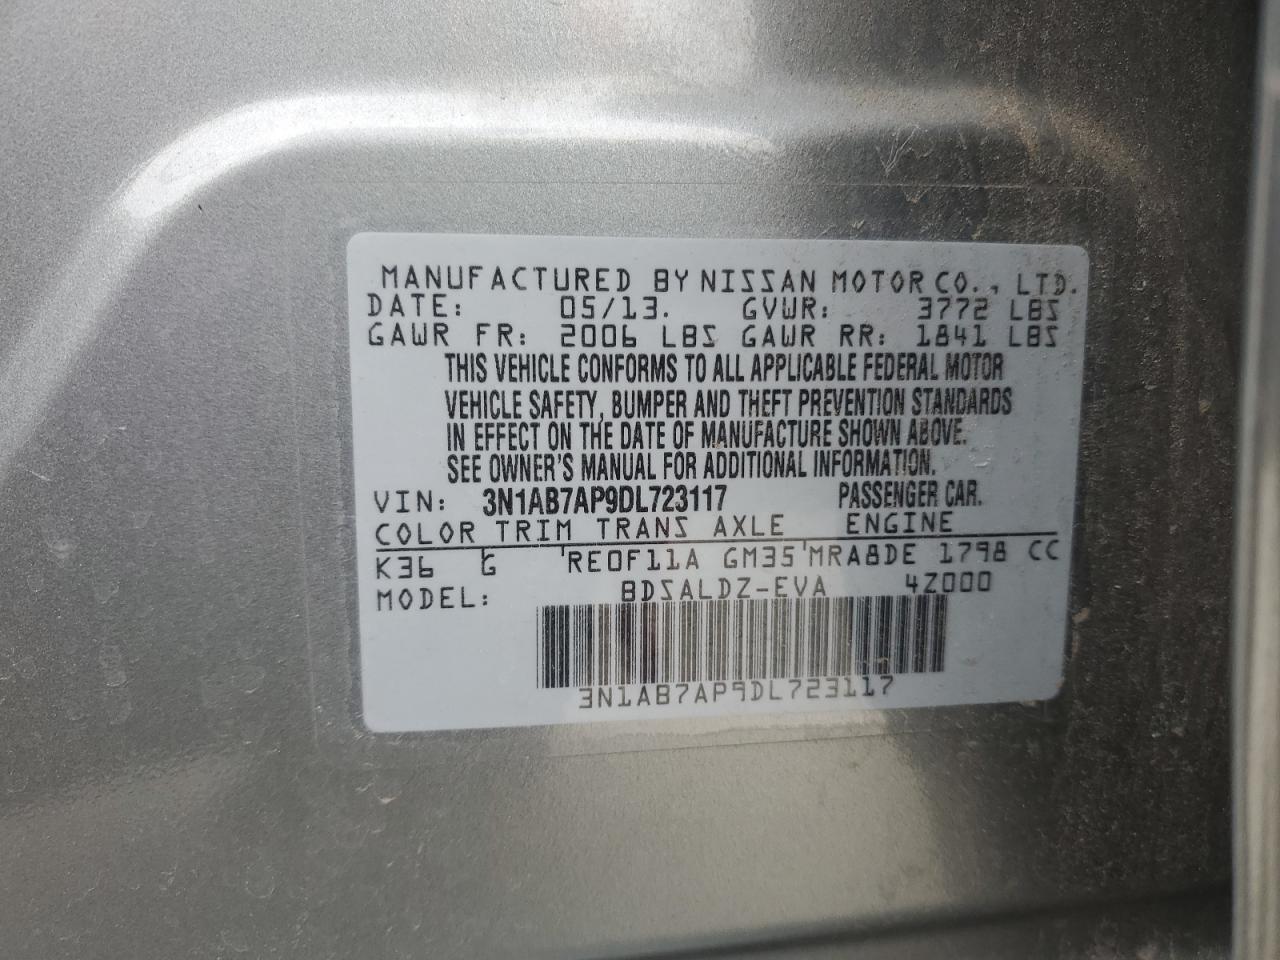 MANUFACTURED BY NISSAN MOTOR CO., LTD.
DATE: 05/13. GVWR: 3772 LBS
GAWR FR: 2006 LBS GAWR RR: 1841 LBS
THIS VEHICLE CONFORMS TO ALL APPLICABLE FEDERAL MOTOR
VEHICLE SAFETY, BUMPER AND THEFT PREVENTION STANDARDS
IN EFFECT ON THE DATE OF MANUFACTURE SHOWN ABOVE.
SEE OWNER'S MANUAL FOR ADDITIONAL INFORMATION.
VIN: 3N1AB7AP9DL723117 PASSENGER CAR.
COLOR TRIM TRANS AXLE ENGINE
K36 G RE0F11A GM35 MRA8DE 1798 CC
MODEL: BDSALDZ-EVA 4Z000
3N1AB7AP9DL723117